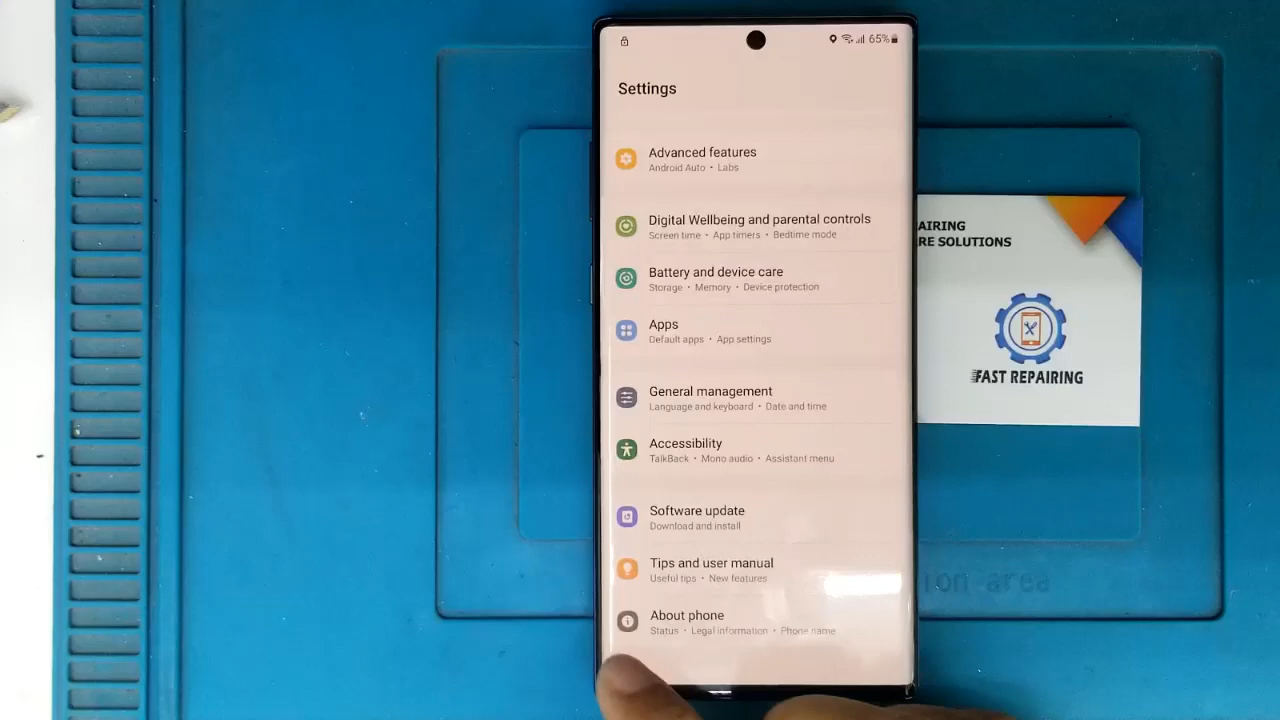 65%
Settings
Advanced features
Android Auto • Labs
Digital Wellbeing and parental controls
Screen time • App timers • Bedtime mode
Battery and device care
Storage • Memory • Device protection
Apps
Default apps • App settings
General management
Language and keyboard • Date and time
Accessibility
TalkBack • Mono audio • Assistant menu
Software update
Download and install
Tips and user manual
Useful tips • New features
About phone
Status • Legal information • Phone name
AIRING
RE SOLUTIONS
FAST REPAIRING
ion area